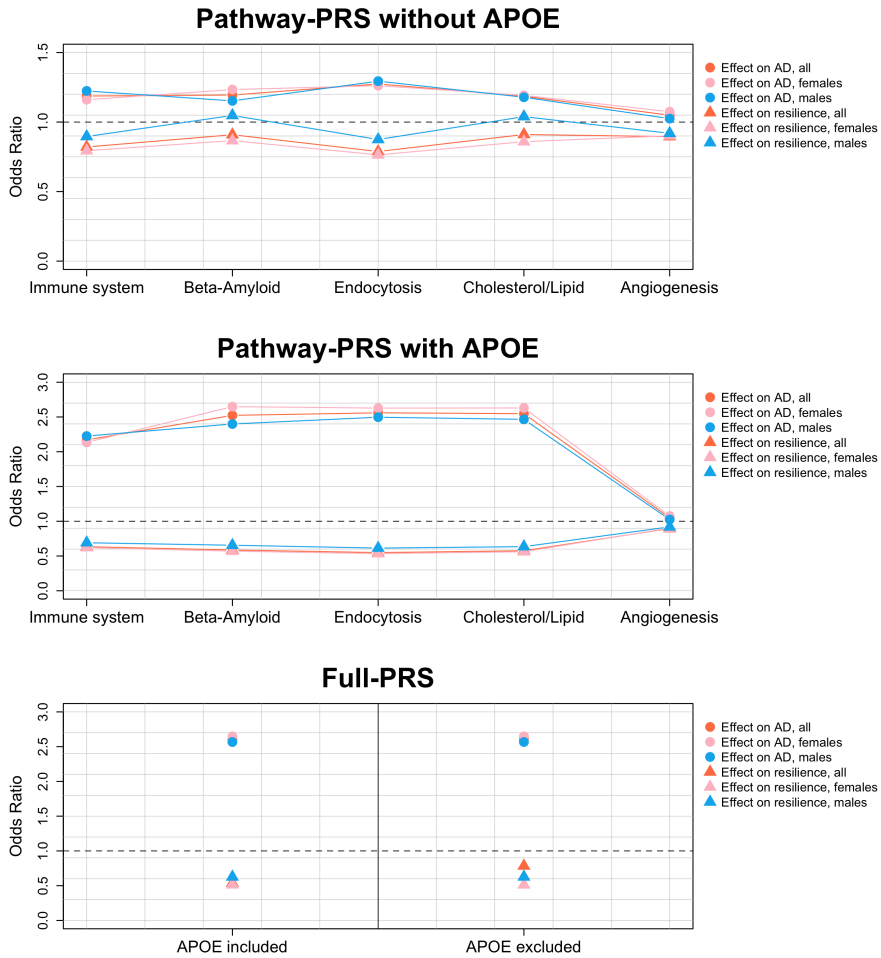 Pathway-PRS without APOE
Odds Ratio
1.5
1.0
0.5
0.0
Immune system Beta-Amyloid Endocytosis Cholesterol/Lipid Angiogenesis
Effect on AD, all
Effect on AD, females
Effect on AD, males
Effect on resilience, all
Effect on resilience, females
Effect on resilience, males
Pathway-PRS with APOE
Odds Ratio
3.0
2.5
2.0
1.5
1.0
0.5
0.0
Immune system Beta-Amyloid Endocytosis Cholesterol/Lipid Angiogenesis
Effect on AD, all
Effect on AD, females
Effect on AD, males
Effect on resilience, all
Effect on resilience, females
Effect on resilience, males
Full-PRS
Odds Ratio
3.0
2.5
2.0
1.5
1.0
0.5
0.0
APOE included APOE excluded
Effect on AD, all
Effect on AD, females
Effect on AD, males
Effect on resilience, all
Effect on resilience, females
Effect on resilience, males